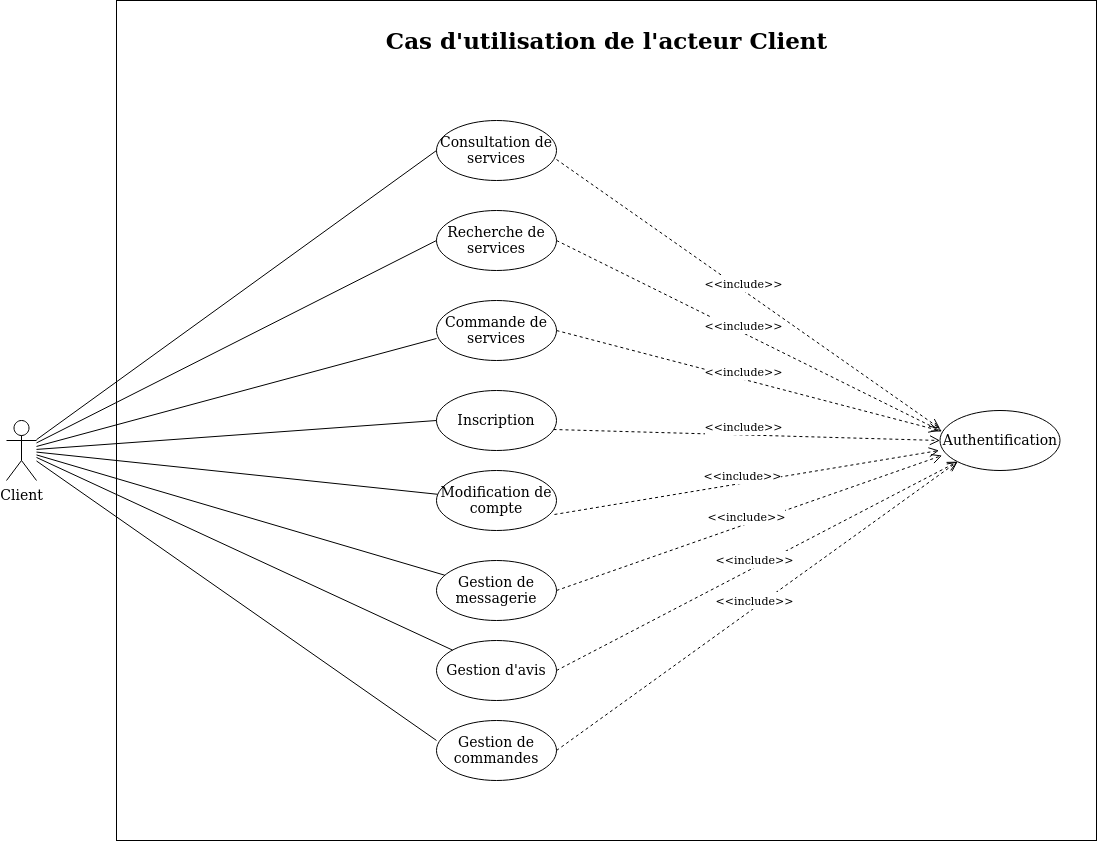 Cas d'utilisation de l'acteur Client
Consultation de
services
Recherche de
services
<<include>>
<<include>>
Commande de
services
<<include>>
Inscription
<<include>>
Authentification
Modification de
compte
<<include>>
Client
<<include>>
Gestion de
messagerie
<<include>>
<<include>>
Gestion d'avis
Gestion de
commandes